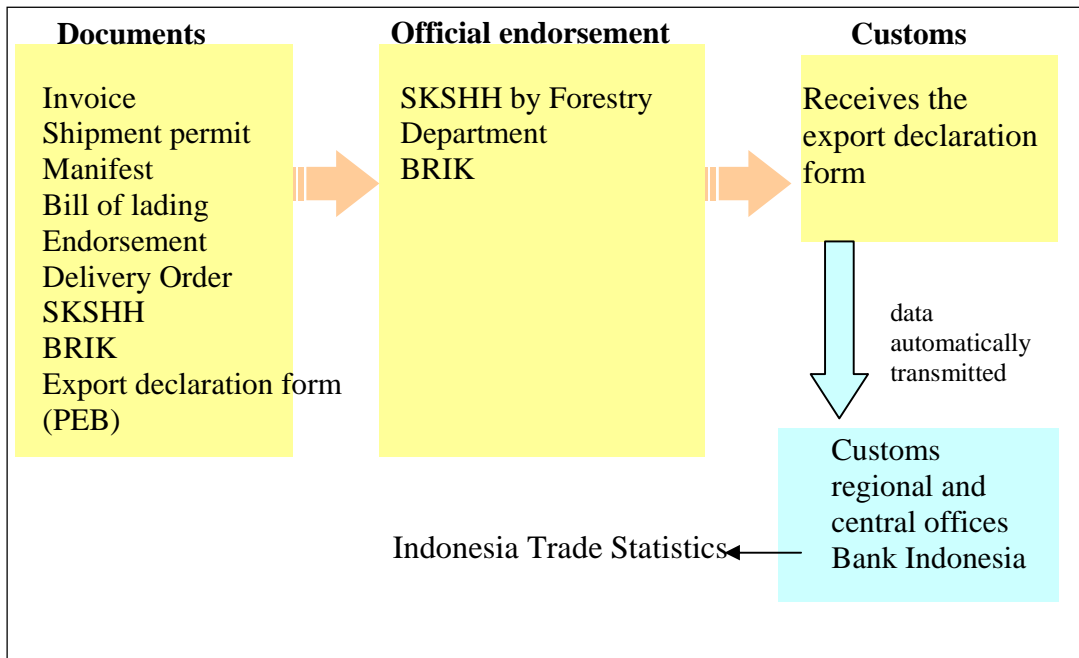 Documents
Invoice
Shipment permit
Manifest
Bill of lading
Endorsement
Delivery Order
SKSHH
BRIK
Export declaration form
(PEB)
Official endorsement
SKSHH by Forestry
Department
BRIK
Customs
Receives the
export declaration
form
data
automatically
transmitted
Customs
regional and
central offices
Bank Indonesia
Indonesia Trade Statistics